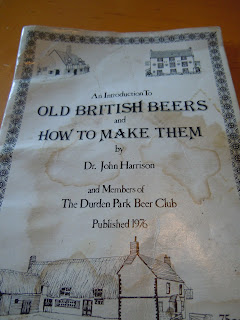 An Introduction To
OLD BRITISH BEERS
and
HOW TO MAKE THEM
by
Dr. John Harrison
and Members of
The Durden Park Beer Club
Published 1976